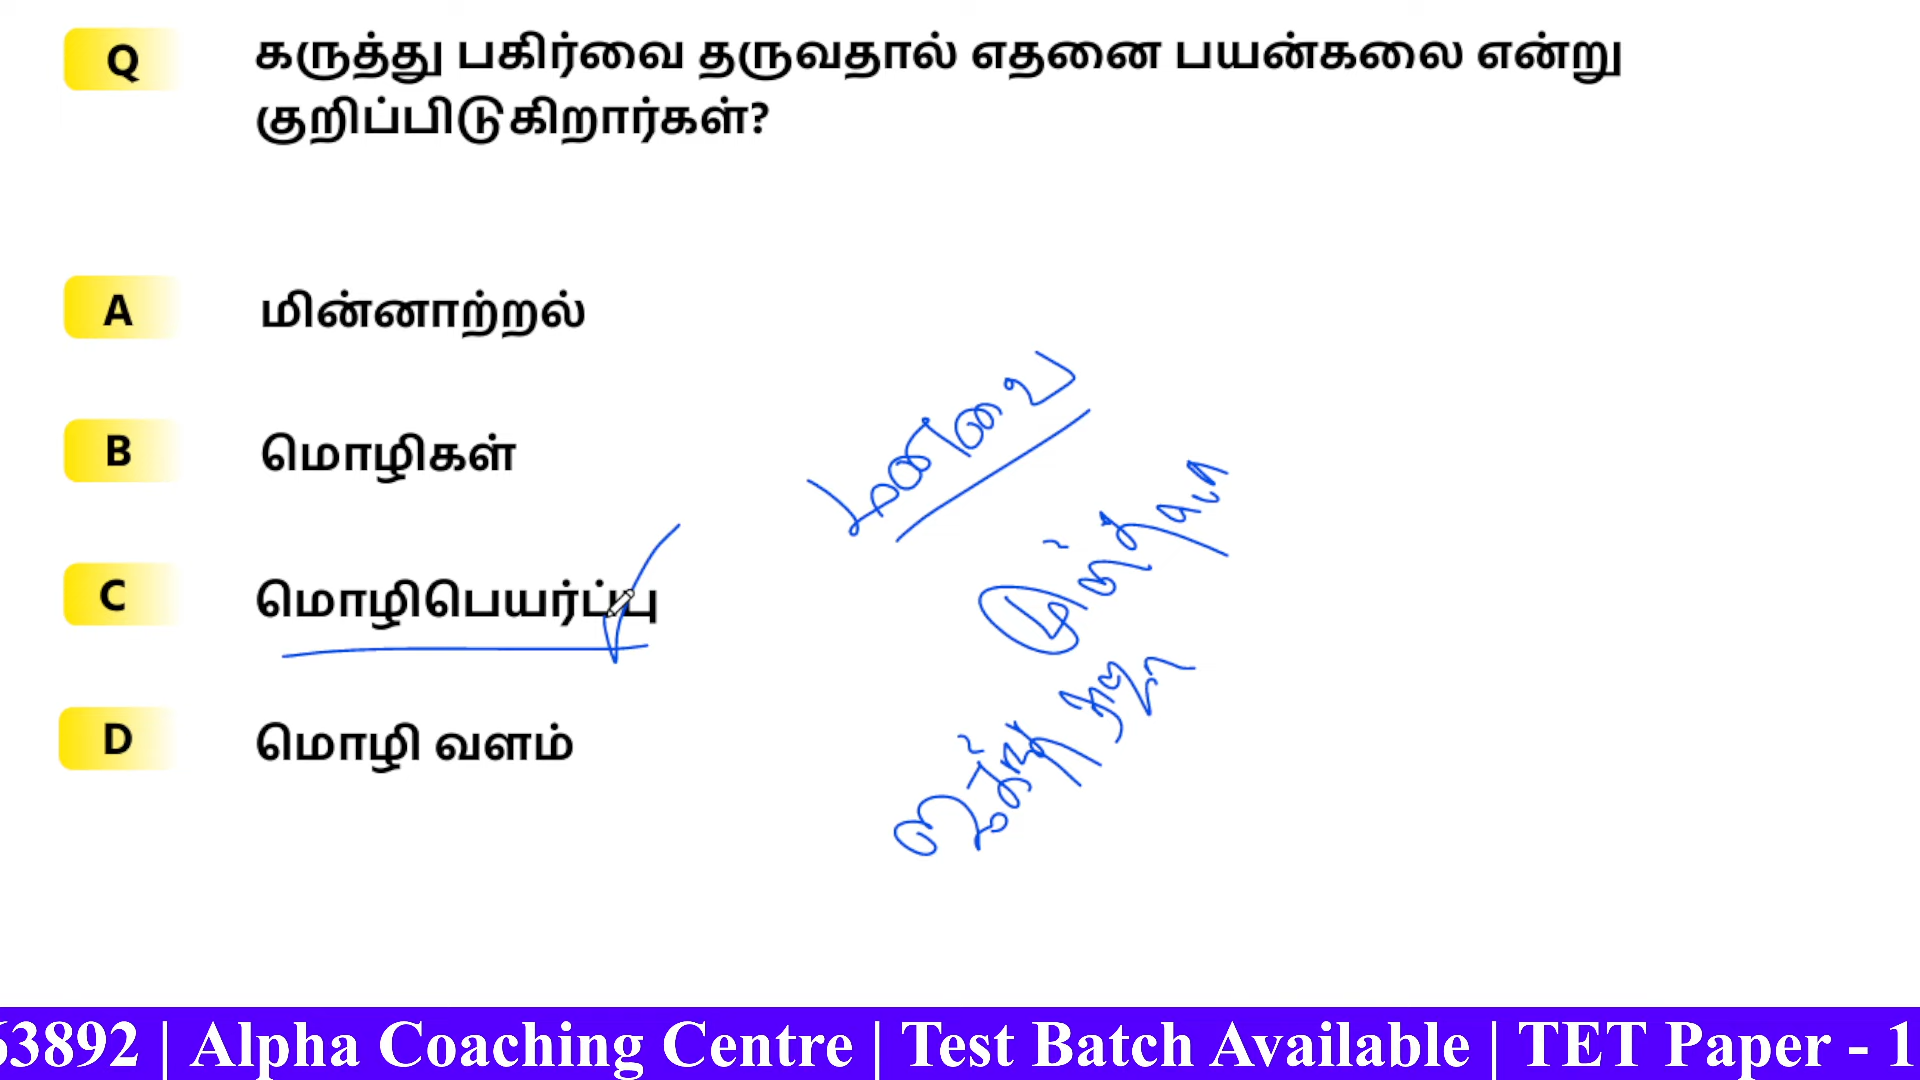 Q
கருத்து பகிர்வை தருவதால் எதனை பயன்கலை என்று
குறிப்பிடுகிறார்கள்?
A மின்னாற்றல்
B மொழிகள்
C மொழிபெயர்ப்பு
D மொழி வளம்
63892 | Alpha Coaching Centre | Test Batch Available | TET Paper - 1